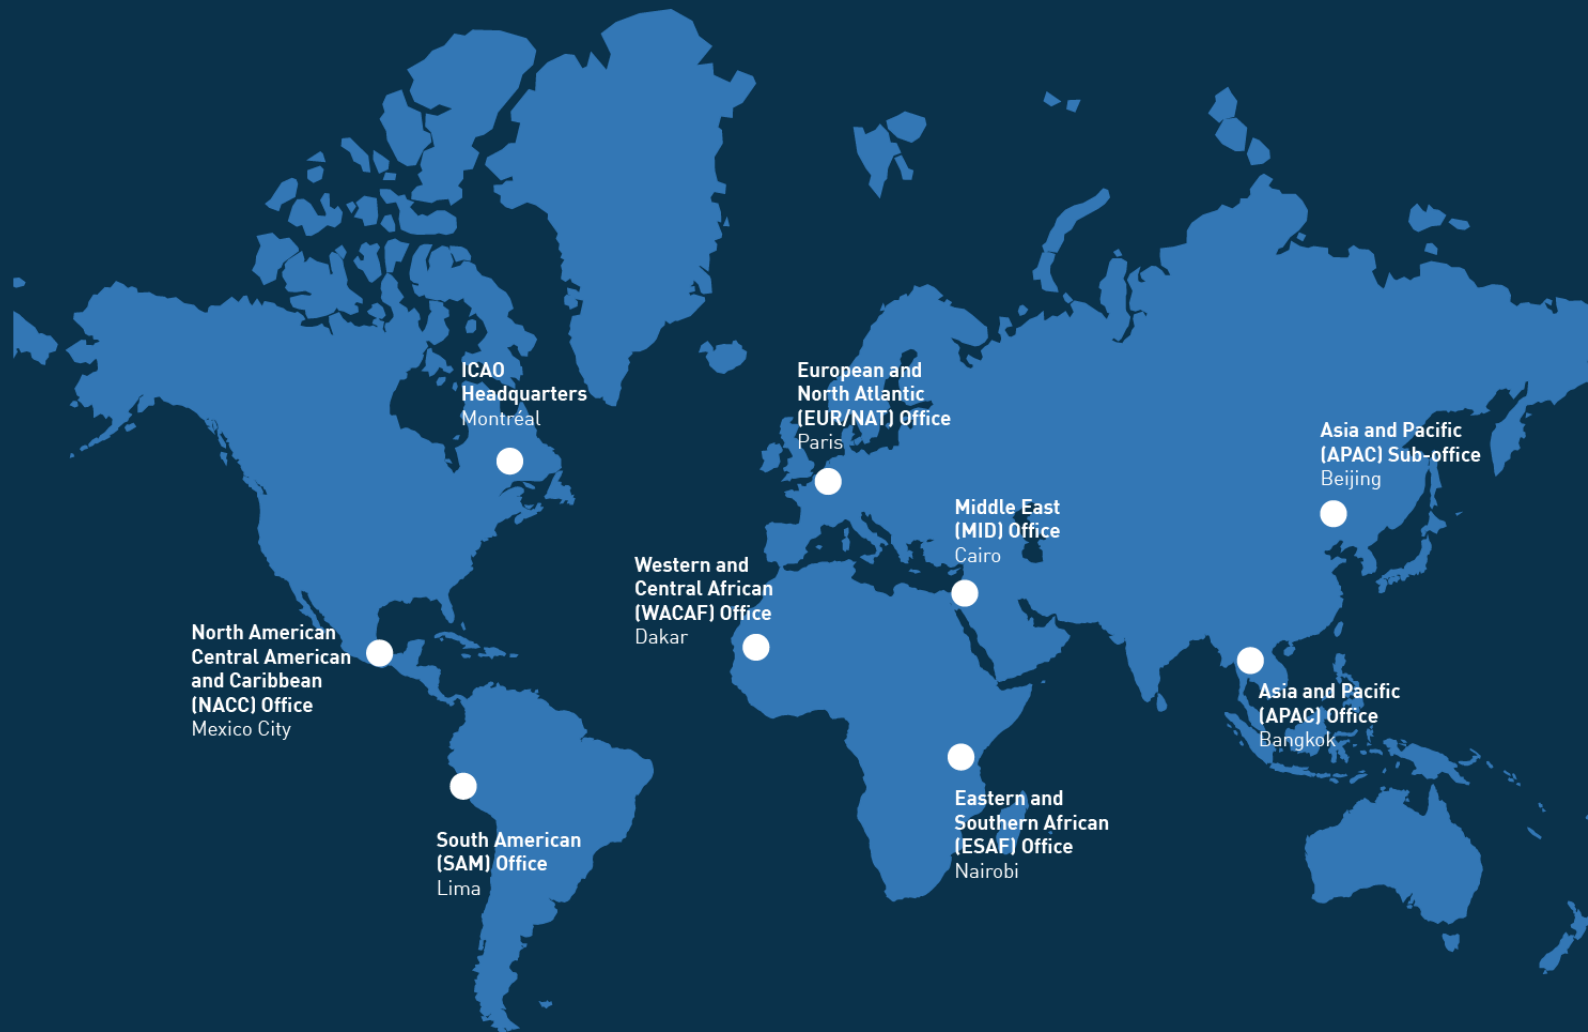 ICAO
Headquarters
Montréal
European and
North Atlantic
(EUR/NAT) Office
Paris
Asia and Pacific
(APAC) Sub-office
Beijing
Middle East
(MID) Office
Cairo
Western and
Central African
(WACAF) Office
Dakar
North American
Central American
and Caribbean
(NACC) Office
Mexico City
Asia and Pacific
(APAC) Office
Bangkok
Eastern and
Southern African
(ESAF) Office
Nairobi
South American
(SAM) Office
Lima